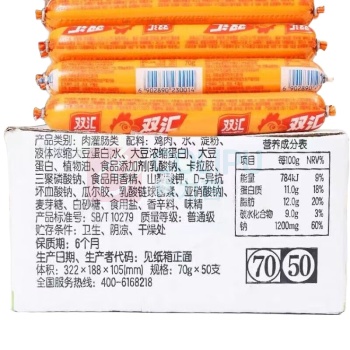 双汇
70g
双汇
6902890230014
产品类别：肉灌肠类 配料：鸡肉、水、淀粉、
液体浓缩大豆蛋白水、大豆浓缩蛋白、大豆
蛋白、植物油、食品添加剂(乳酸钠、卡拉胶、
三聚磷酸钠、食品用香精、山梨酸钾、D-异抗
坏血酸钠、瓜尔胶、乳酸链球菌素、亚硝酸钠、
麦芽糖、白砂糖、食用盐、香辛料、味精
产品标准号：SB/T 10279 质量等级：普通级
贮存条件：卫生、阴凉、干燥处
保质期：6个月
生产日期、生产者代码：见纸箱正面
体积：322×188×105(mm) 规格：70g×50支
全国服务热线：400-6168218
营养成分表
项目 每100g NRV%
能量 784kJ 9%
蛋白质 11.0g 18%
脂肪 12.0g 20%
碳水化合物 9.0g 3%
钠 1200mg 60%
70 50